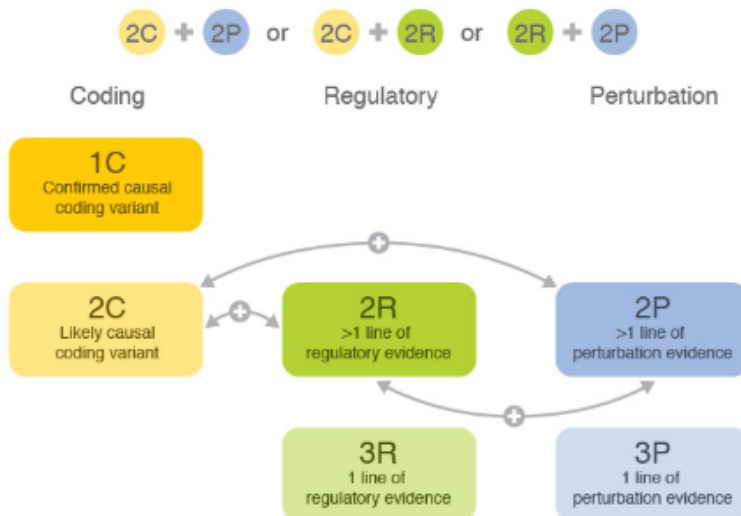 2C + 2P or 2C + 2R or 2R + 2P
Coding Regulatory Perturbation
1C
Confirmed causal
coding variant
2C
Likely causal
coding variant
2R
>1 line of
regulatory evidence
2P
>1 line of
perturbation evidence
3R
1 line of
regulatory evidence
3P
1 line of
perturbation evidence